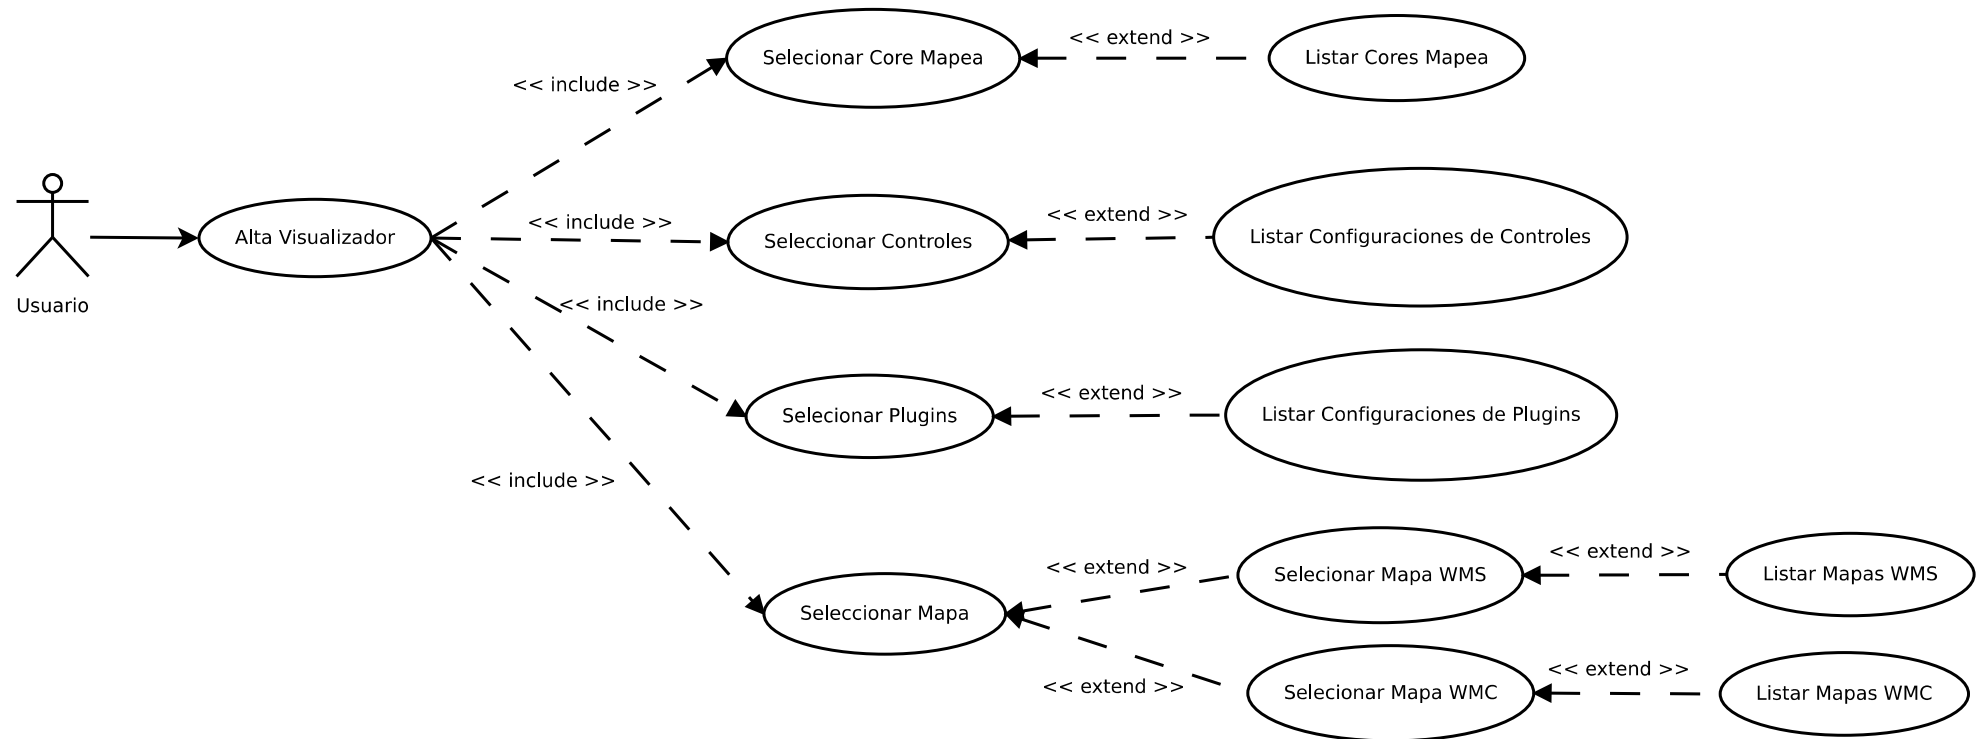 Selecionar Core Mapea
<< extend >>
Listar Cores Mapea
<< include >>
Usuario
Alta Visualizador
<< include >>
Seleccionar Controles
<< extend >>
Listar Configuraciones de Controles
<< include >>
Selecionar Plugins
<< extend >>
Listar Configuraciones de Plugins
<< include >>
Seleccionar Mapa
<< extend >>
Selecionar Mapa WMS
<< extend >>
Listar Mapas WMS
<< extend >>
Selecionar Mapa WMC
<< extend >>
Listar Mapas WMC